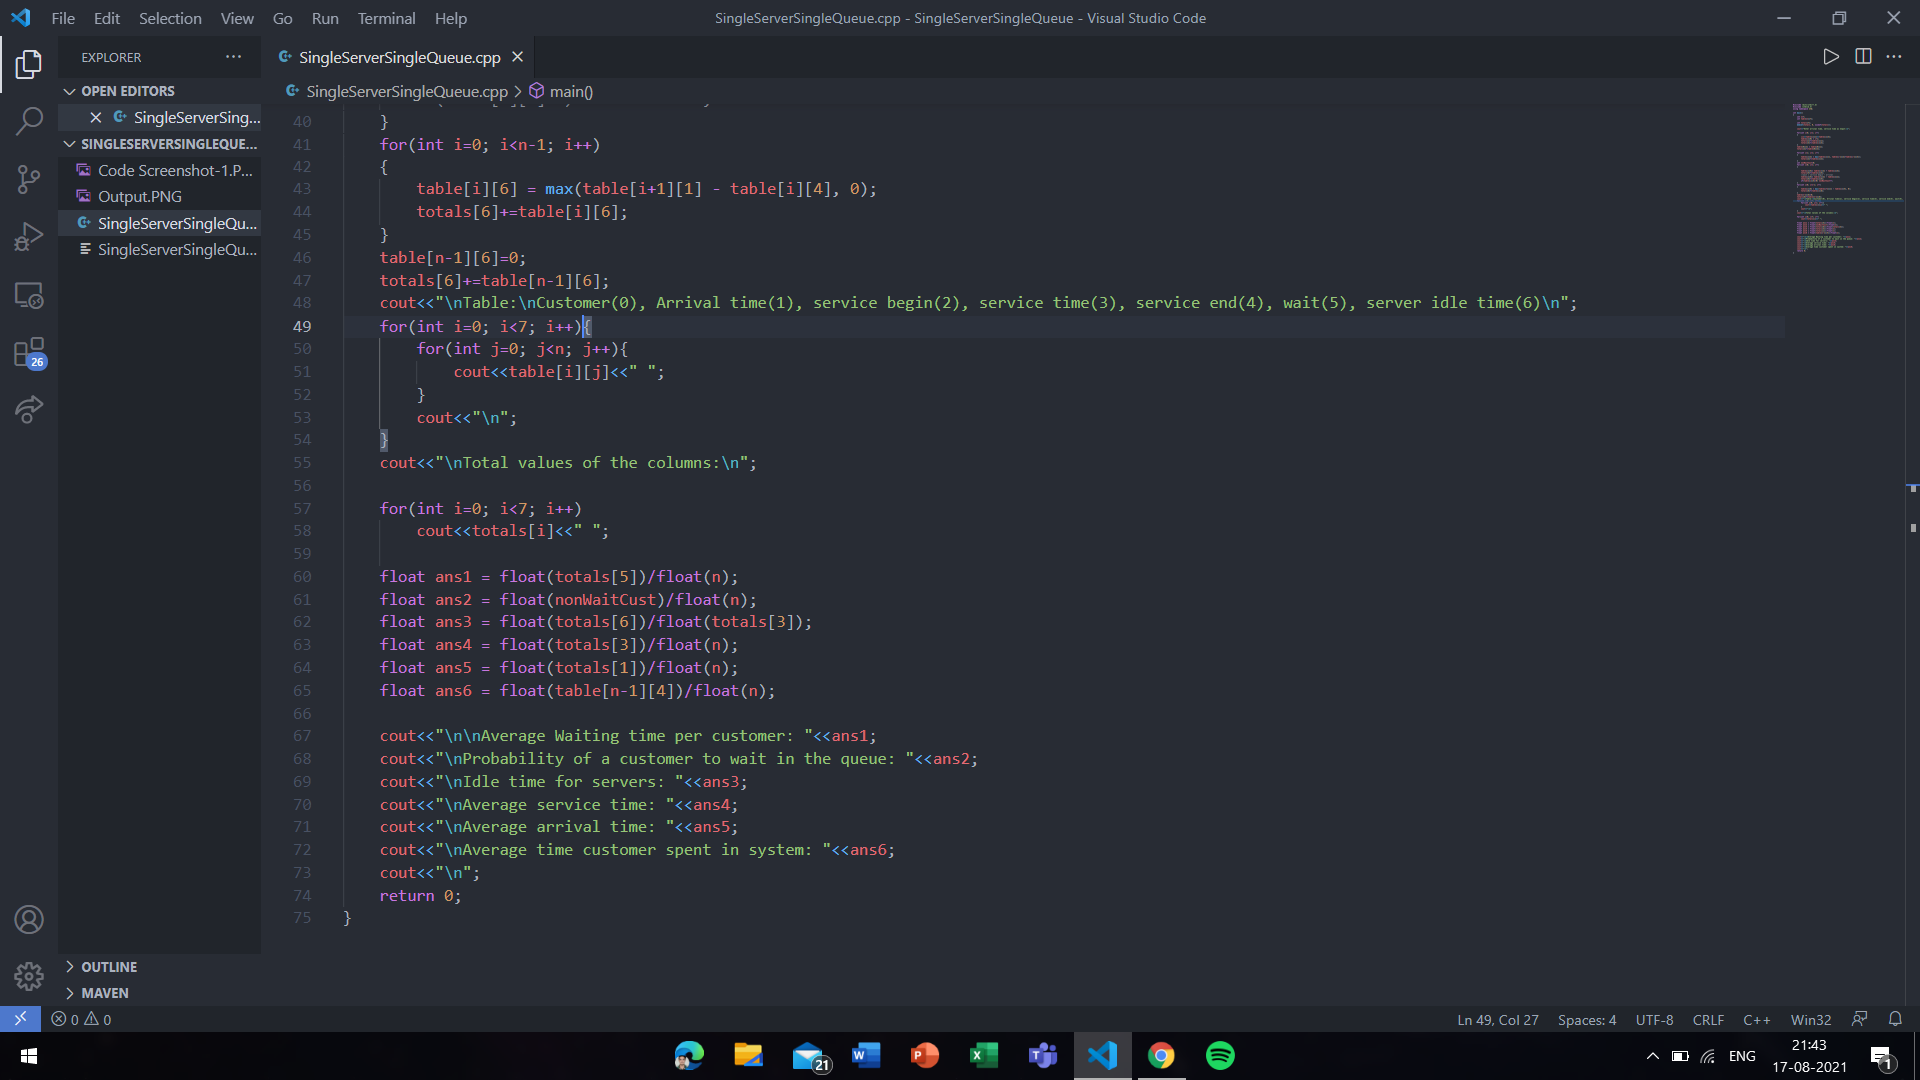 File Edit Selection View Go Run Terminal Help
SingleServerSingleQueue.cpp - SingleServerSingleQueue - Visual Studio Code
EXPLORER
SingleServerSingleQueue.cpp
OPEN EDITORS
SingleServerSing...
SINGLESERVERSINGLEQUE...
Code Screenshot-1.P...
Output.PNG
SingleServerSingleQu...
SingleServerSingleQu...
26
OUTLINE
MAVEN
SingleServerSingleQueue.cpp > main()
40 }
41 for(int i=0; i<n-1; i++)
42 {
43 table[i][6] = max(table[i+1][1] - table[i][4], 0);
44 totals[6]+=table[i][6];
45 }
46 table[n-1][6]=0;
47 totals[6]+=table[n-1][6];
48 cout<<"\nTable:\nCustomer(0), Arrival time(1), service begin(2), service time(3), service end(4), wait(5), server idle time(6)\n";
49 for(int i=0; i<7; i++){
50 for(int j=0; j<n; j++){
51 cout<<table[i][j]<<" ";
52 }
53 cout<<"\n";
54 }
55 cout<<"\nTotal values of the columns:\n";
56
57 for(int i=0; i<7; i++)
58 cout<<totals[i]<<" ";
59
60 float ans1 = float(totals[5])/float(n);
61 float ans2 = float(nonWaitCust)/float(n);
62 float ans3 = float(totals[6])/float(totals[3]);
63 float ans4 = float(totals[3])/float(n);
64 float ans5 = float(totals[1])/float(n);
65 float ans6 = float(table[n-1][4])/float(n);
66
67 cout<<"\n\nAverage Waiting time per customer: "<<ans1;
68 cout<<"\nProbability of a customer to wait in the queue: "<<ans2;
69 cout<<"\nIdle time for servers: "<<ans3;
70 cout<<"\nAverage service time: "<<ans4;
71 cout<<"\nAverage arrival time: "<<ans5;
72 cout<<"\nAverage time customer spent in system: "<<ans6;
73 cout<<"\n";
74 return 0;
75 }
0 0
Ln 49, Col 27 Spaces: 4 UTF-8 CRLF C++ Win32
21
ENG
21:43
17-08-2021
1